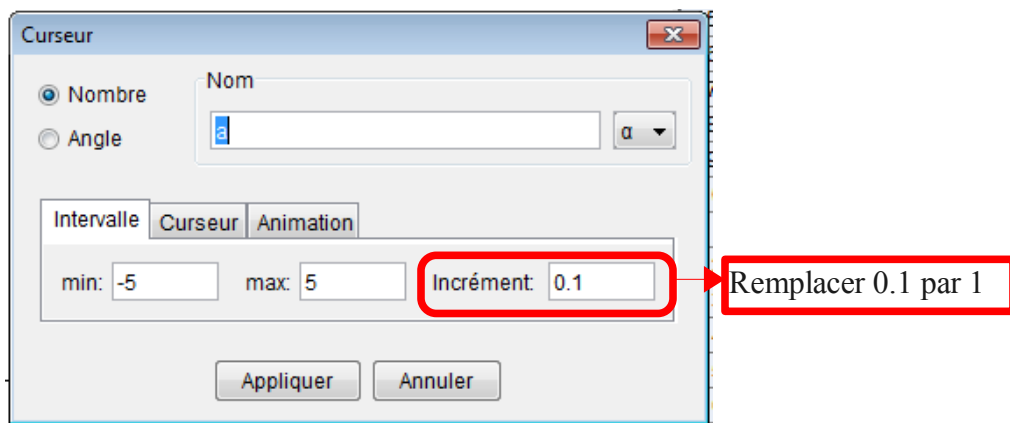 Curseur
Nombre
Nom
Angle
a
α
Intervalle Curseur Animation
min: -5 max: 5 Incrément: 0.1
Remplacer 0.1 par 1
Appliquer Annuler